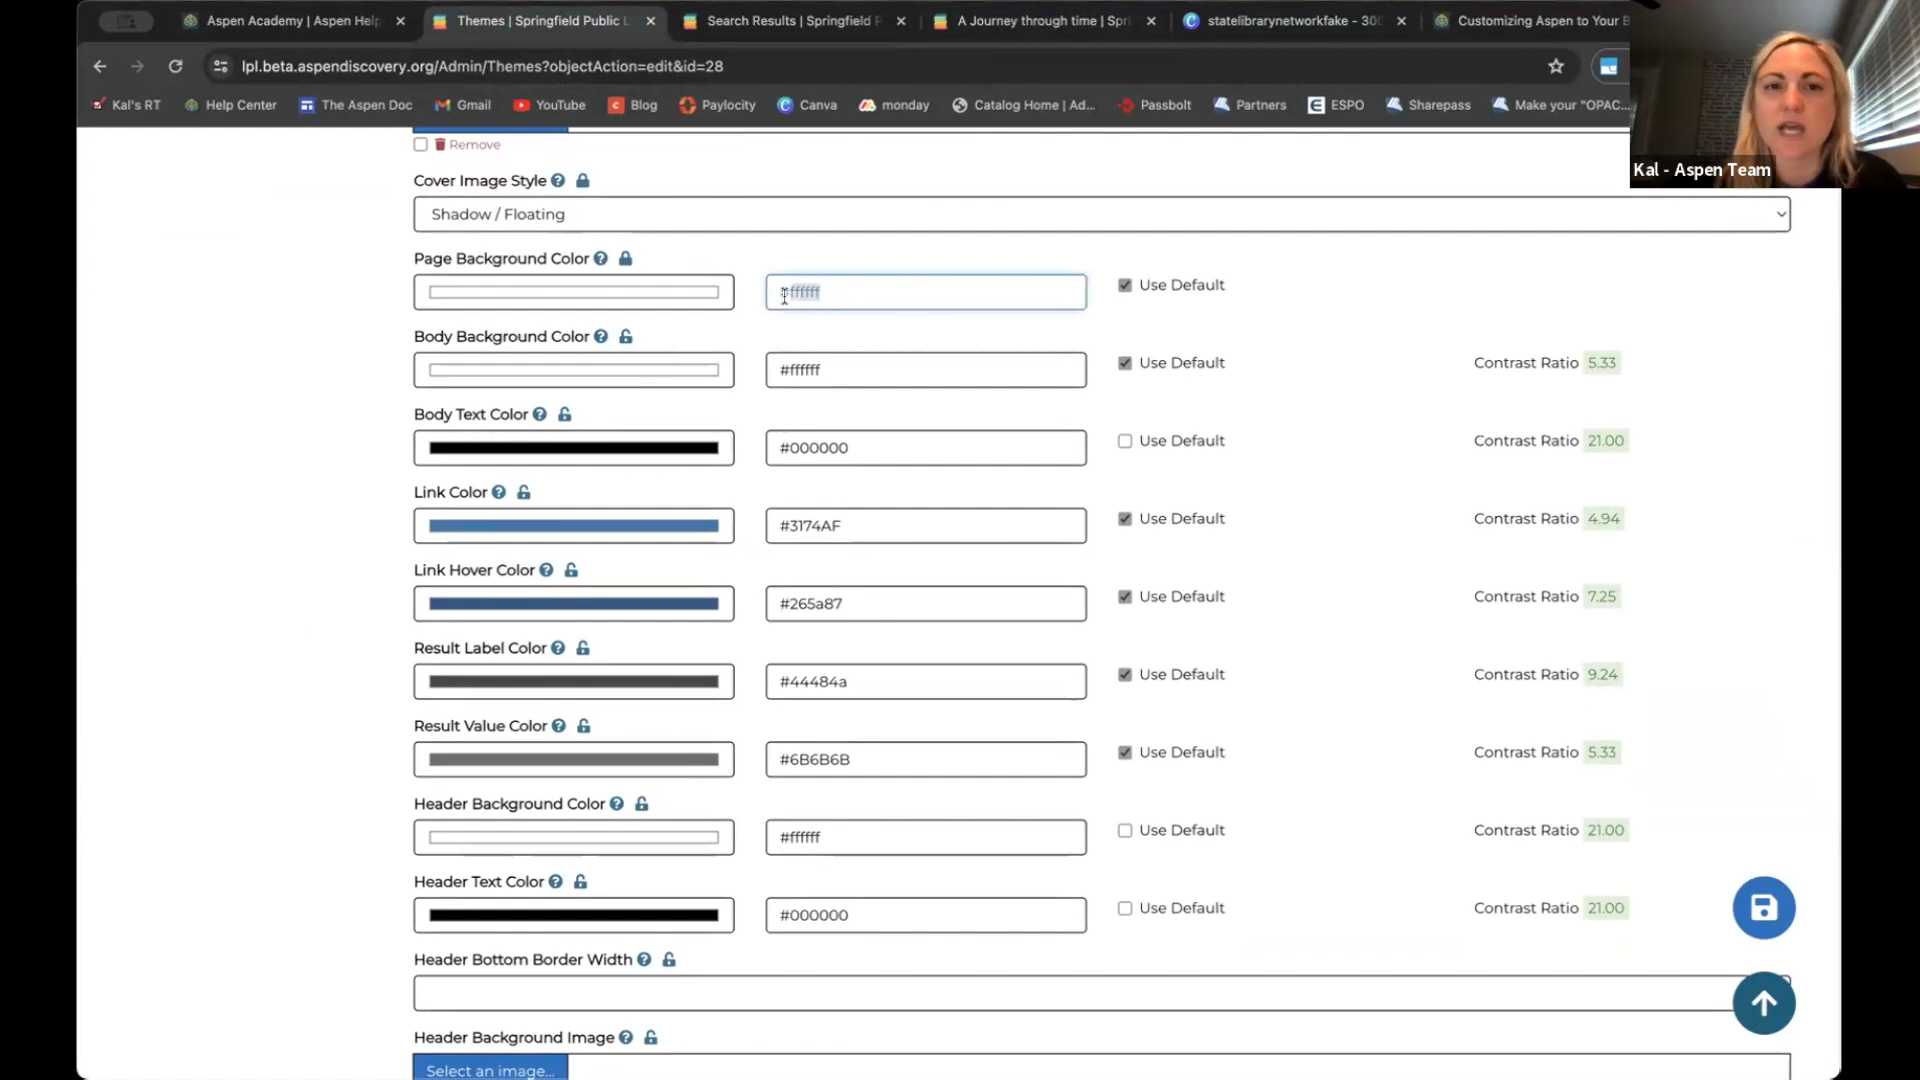 Aspen Academy | Aspen Help
Themes | Springfield Public L
Search Results | Springfield P
A Journey through time | Spri
statelibrarynetworkfake - 300
Customizing Aspen to Your B
lpl.beta.aspendiscovery.org/Admin/Themes?objectAction=edit&id=28
Kal's RT
Help Center
The Aspen Doc
Gmail
YouTube
Blog
Paylocity
Canva
monday
Catalog Home | Ad...
Passbolt
Partners
ESPO
Sharepass
Make your "OPAC...
Kal - Aspen Team
Remove
Cover Image Style
Shadow / Floating
Page Background Color
#ffffff
Use Default
Body Background Color
#ffffff
Use Default
Contrast Ratio 5.33
Body Text Color
#000000
Use Default
Contrast Ratio 21.00
Link Color
#3174AF
Use Default
Contrast Ratio 4.94
Link Hover Color
#265a87
Use Default
Contrast Ratio 7.25
Result Label Color
#44484a
Use Default
Contrast Ratio 9.24
Result Value Color
#6B6B6B
Use Default
Contrast Ratio 5.33
Header Background Color
#ffffff
Use Default
Contrast Ratio 21.00
Header Text Color
#000000
Use Default
Contrast Ratio 21.00
Header Bottom Border Width
Header Background Image
Select an image...